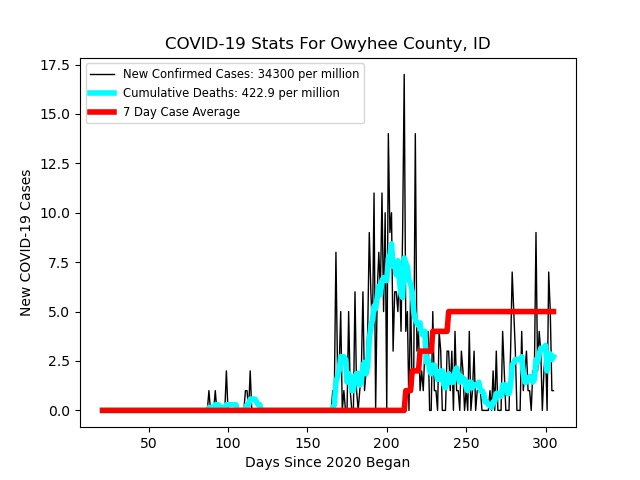 COVID-19 Stats For Owyhee County, ID
New Confirmed Cases: 34300 per million
Cumulative Deaths: 422.9 per million
7 Day Case Average
17.5
15.0
12.5
10.0
7.5
5.0
2.5
0.0
New COVID-19 Cases
50 100 150 200 250 300
Days Since 2020 Began